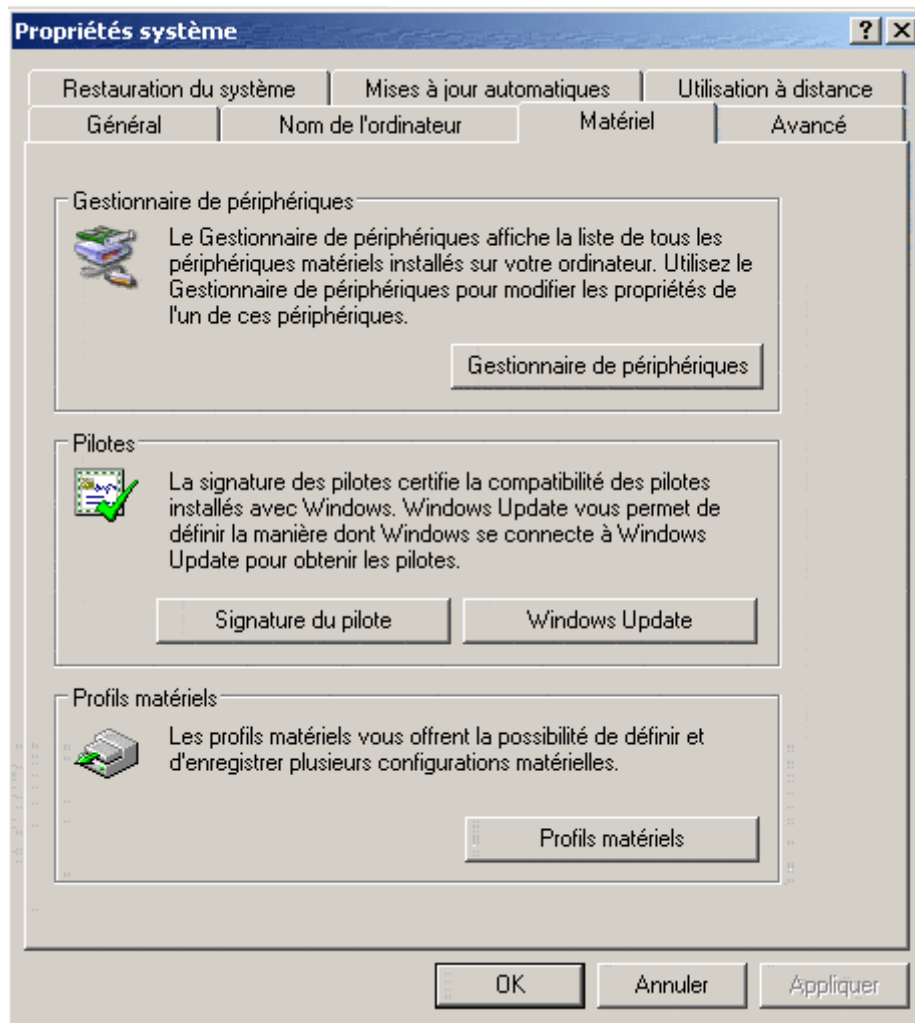 Propriétés système
Restauration du système Mises à jour automatiques Utilisation à distance
Général Nom de l'ordinateur Matériel Avancé
Gestionnaire de périphériques
Le Gestionnaire de périphériques affiche la liste de tous les
périphériques matériels installés sur votre ordinateur. Utilisez le
Gestionnaire de périphériques pour modifier les propriétés de
l'un de ces périphériques.
Gestionnaire de périphériques
Pilotes
La signature des pilotes certifie la compatibilité des pilotes
installés avec Windows. Windows Update vous permet de
définir la manière dont Windows se connecte à Windows
Update pour obtenir les pilotes.
Signature du pilote Windows Update
Profils matériels
Les profils matériels vous offrent la possibilité de définir et
d'enregistrer plusieurs configurations matérielles.
Profils matériels
OK Annuler Appliquer